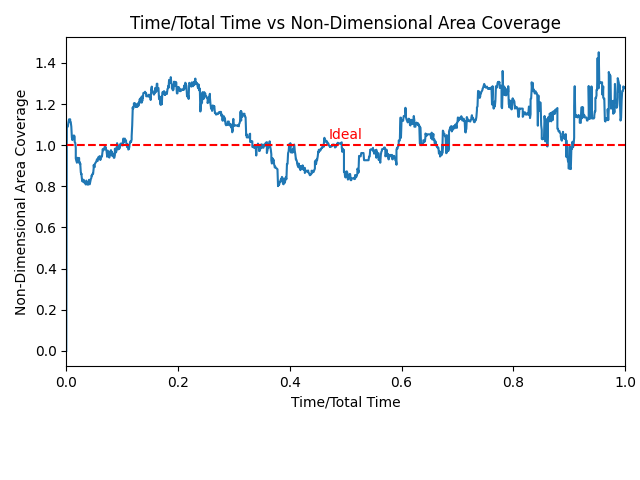 Time/Total Time vs Non-Dimensional Area Coverage
Non-Dimensional Area Coverage
1.4
1.2
1.0
0.8
0.6
0.4
0.2
0.0
Ideal
0.0 0.2 0.4 0.6 0.8 1.0
Time/Total Time